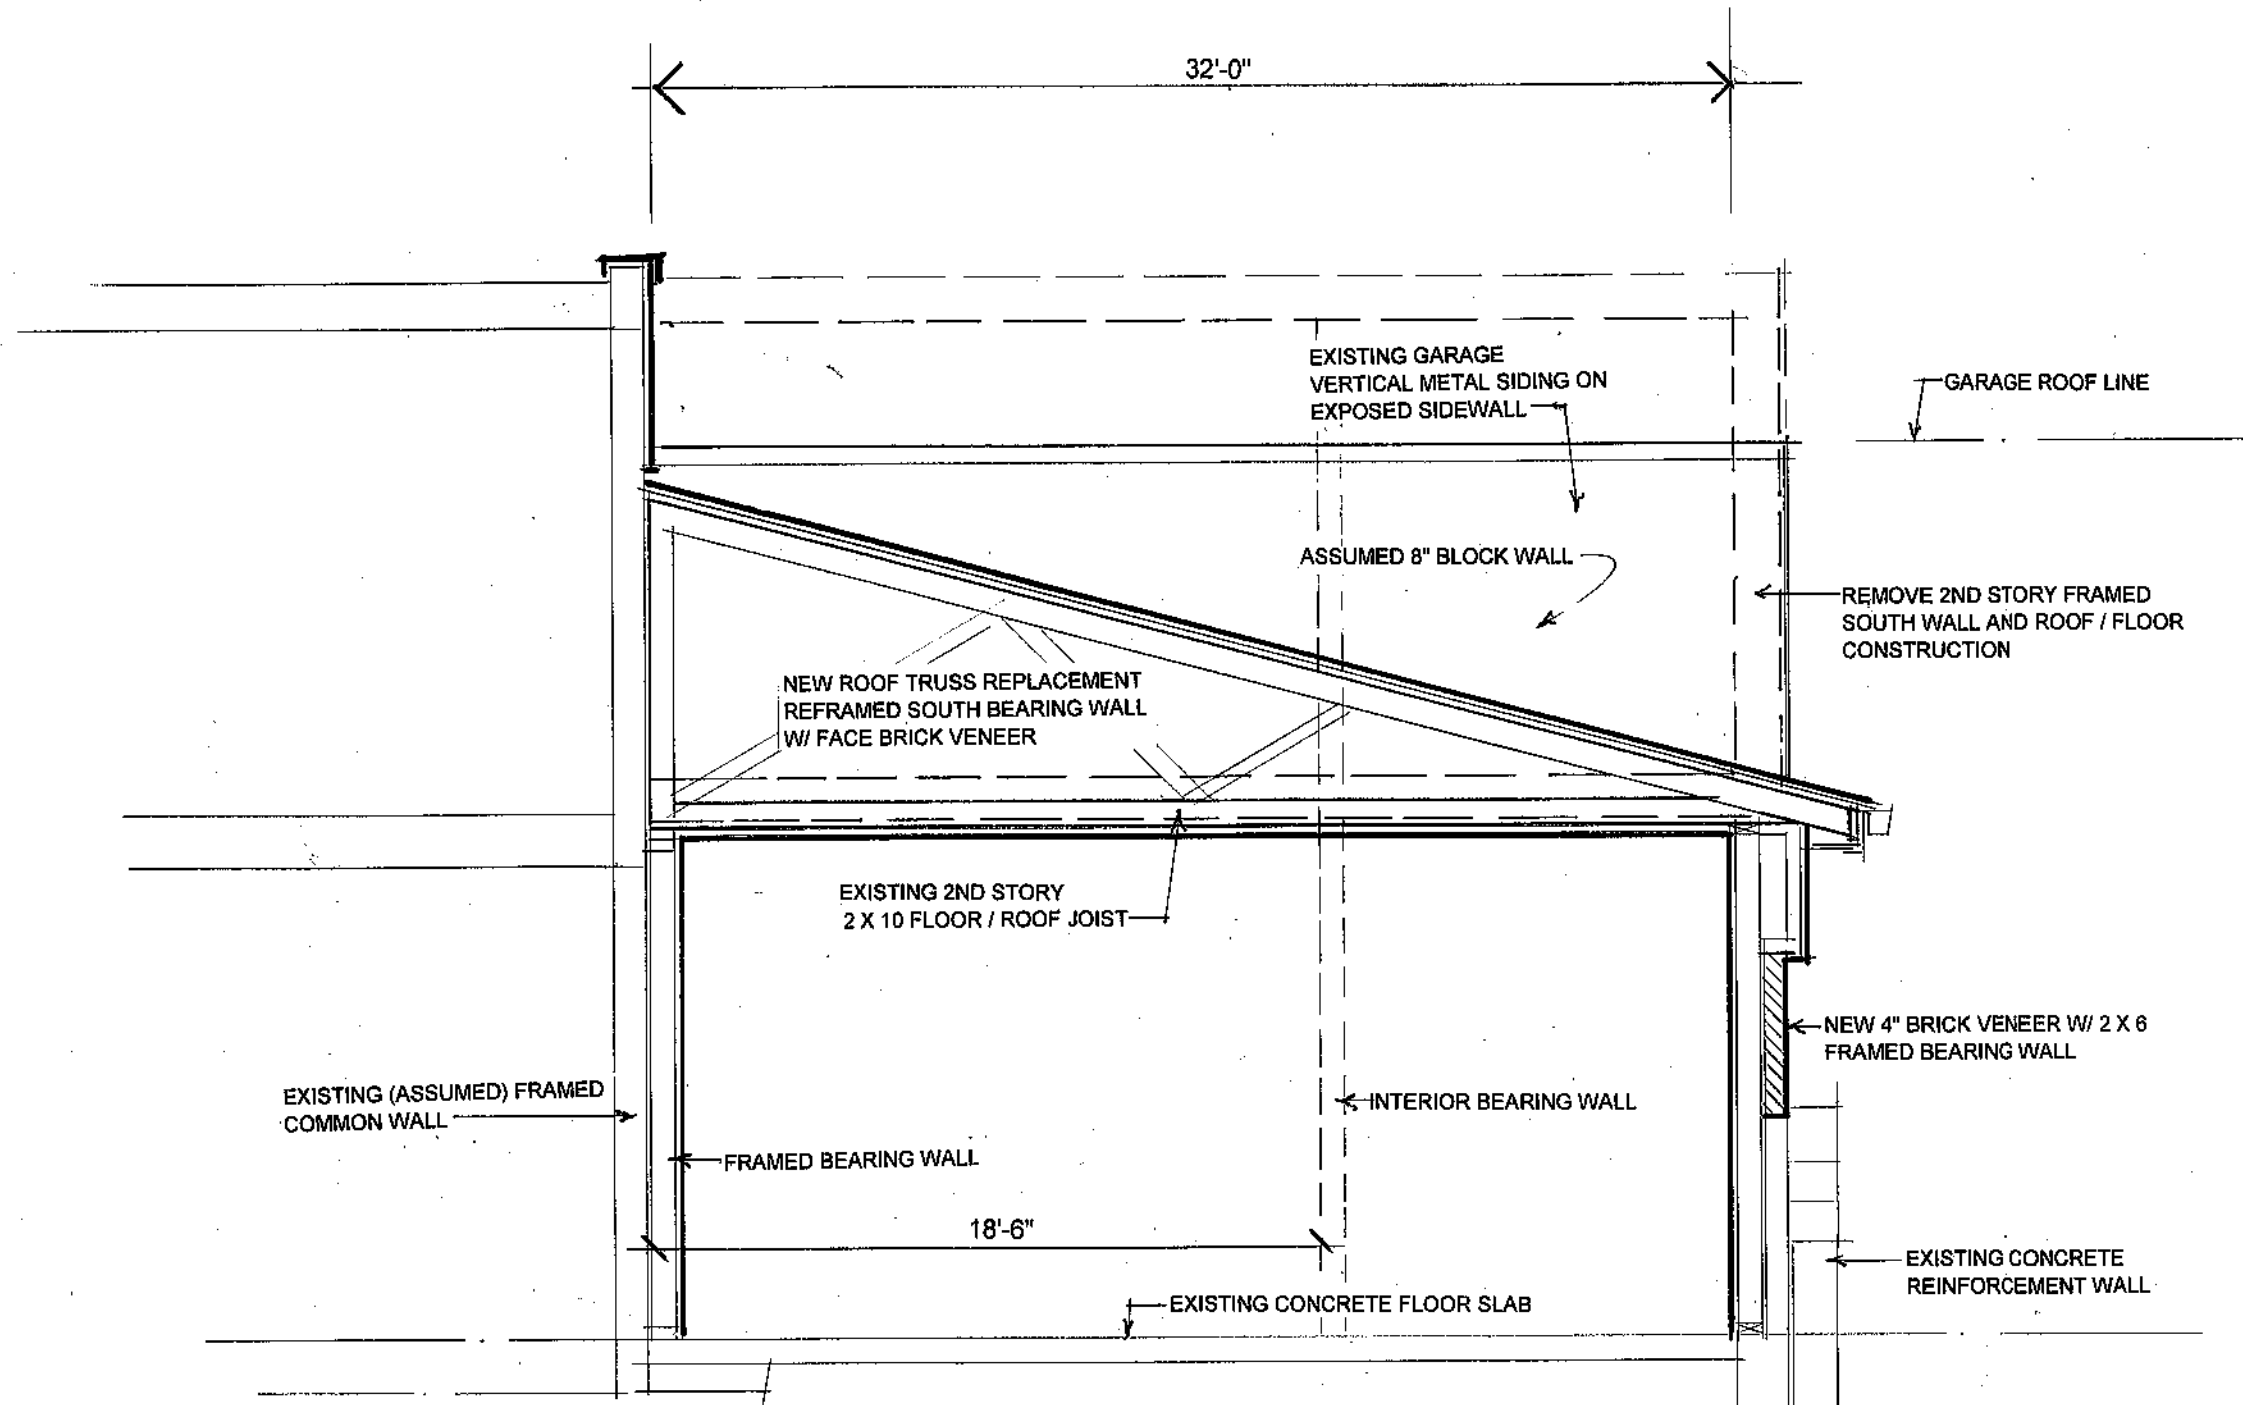 32'-0"
EXISTING GARAGE
VERTICAL METAL SIDING ON
EXPOSED SIDEWALL
GARAGE ROOF LINE
ASSUMED 8" BLOCK WALL
REMOVE 2ND STORY FRAMED
SOUTH WALL AND ROOF / FLOOR
CONSTRUCTION
NEW ROOF TRUSS REPLACEMENT
REFRAMED SOUTH BEARING WALL
W/ FACE BRICK VENEER
EXISTING 2ND STORY
2 X 10 FLOOR / ROOF JOIST
NEW 4" BRICK VENEER W/ 2 X 6
FRAMED BEARING WALL
EXISTING (ASSUMED) FRAMED
COMMON WALL
INTERIOR BEARING WALL
FRAMED BEARING WALL
18'-6"
EXISTING CONCRETE
REINFORCEMENT WALL
EXISTING CONCRETE FLOOR SLAB